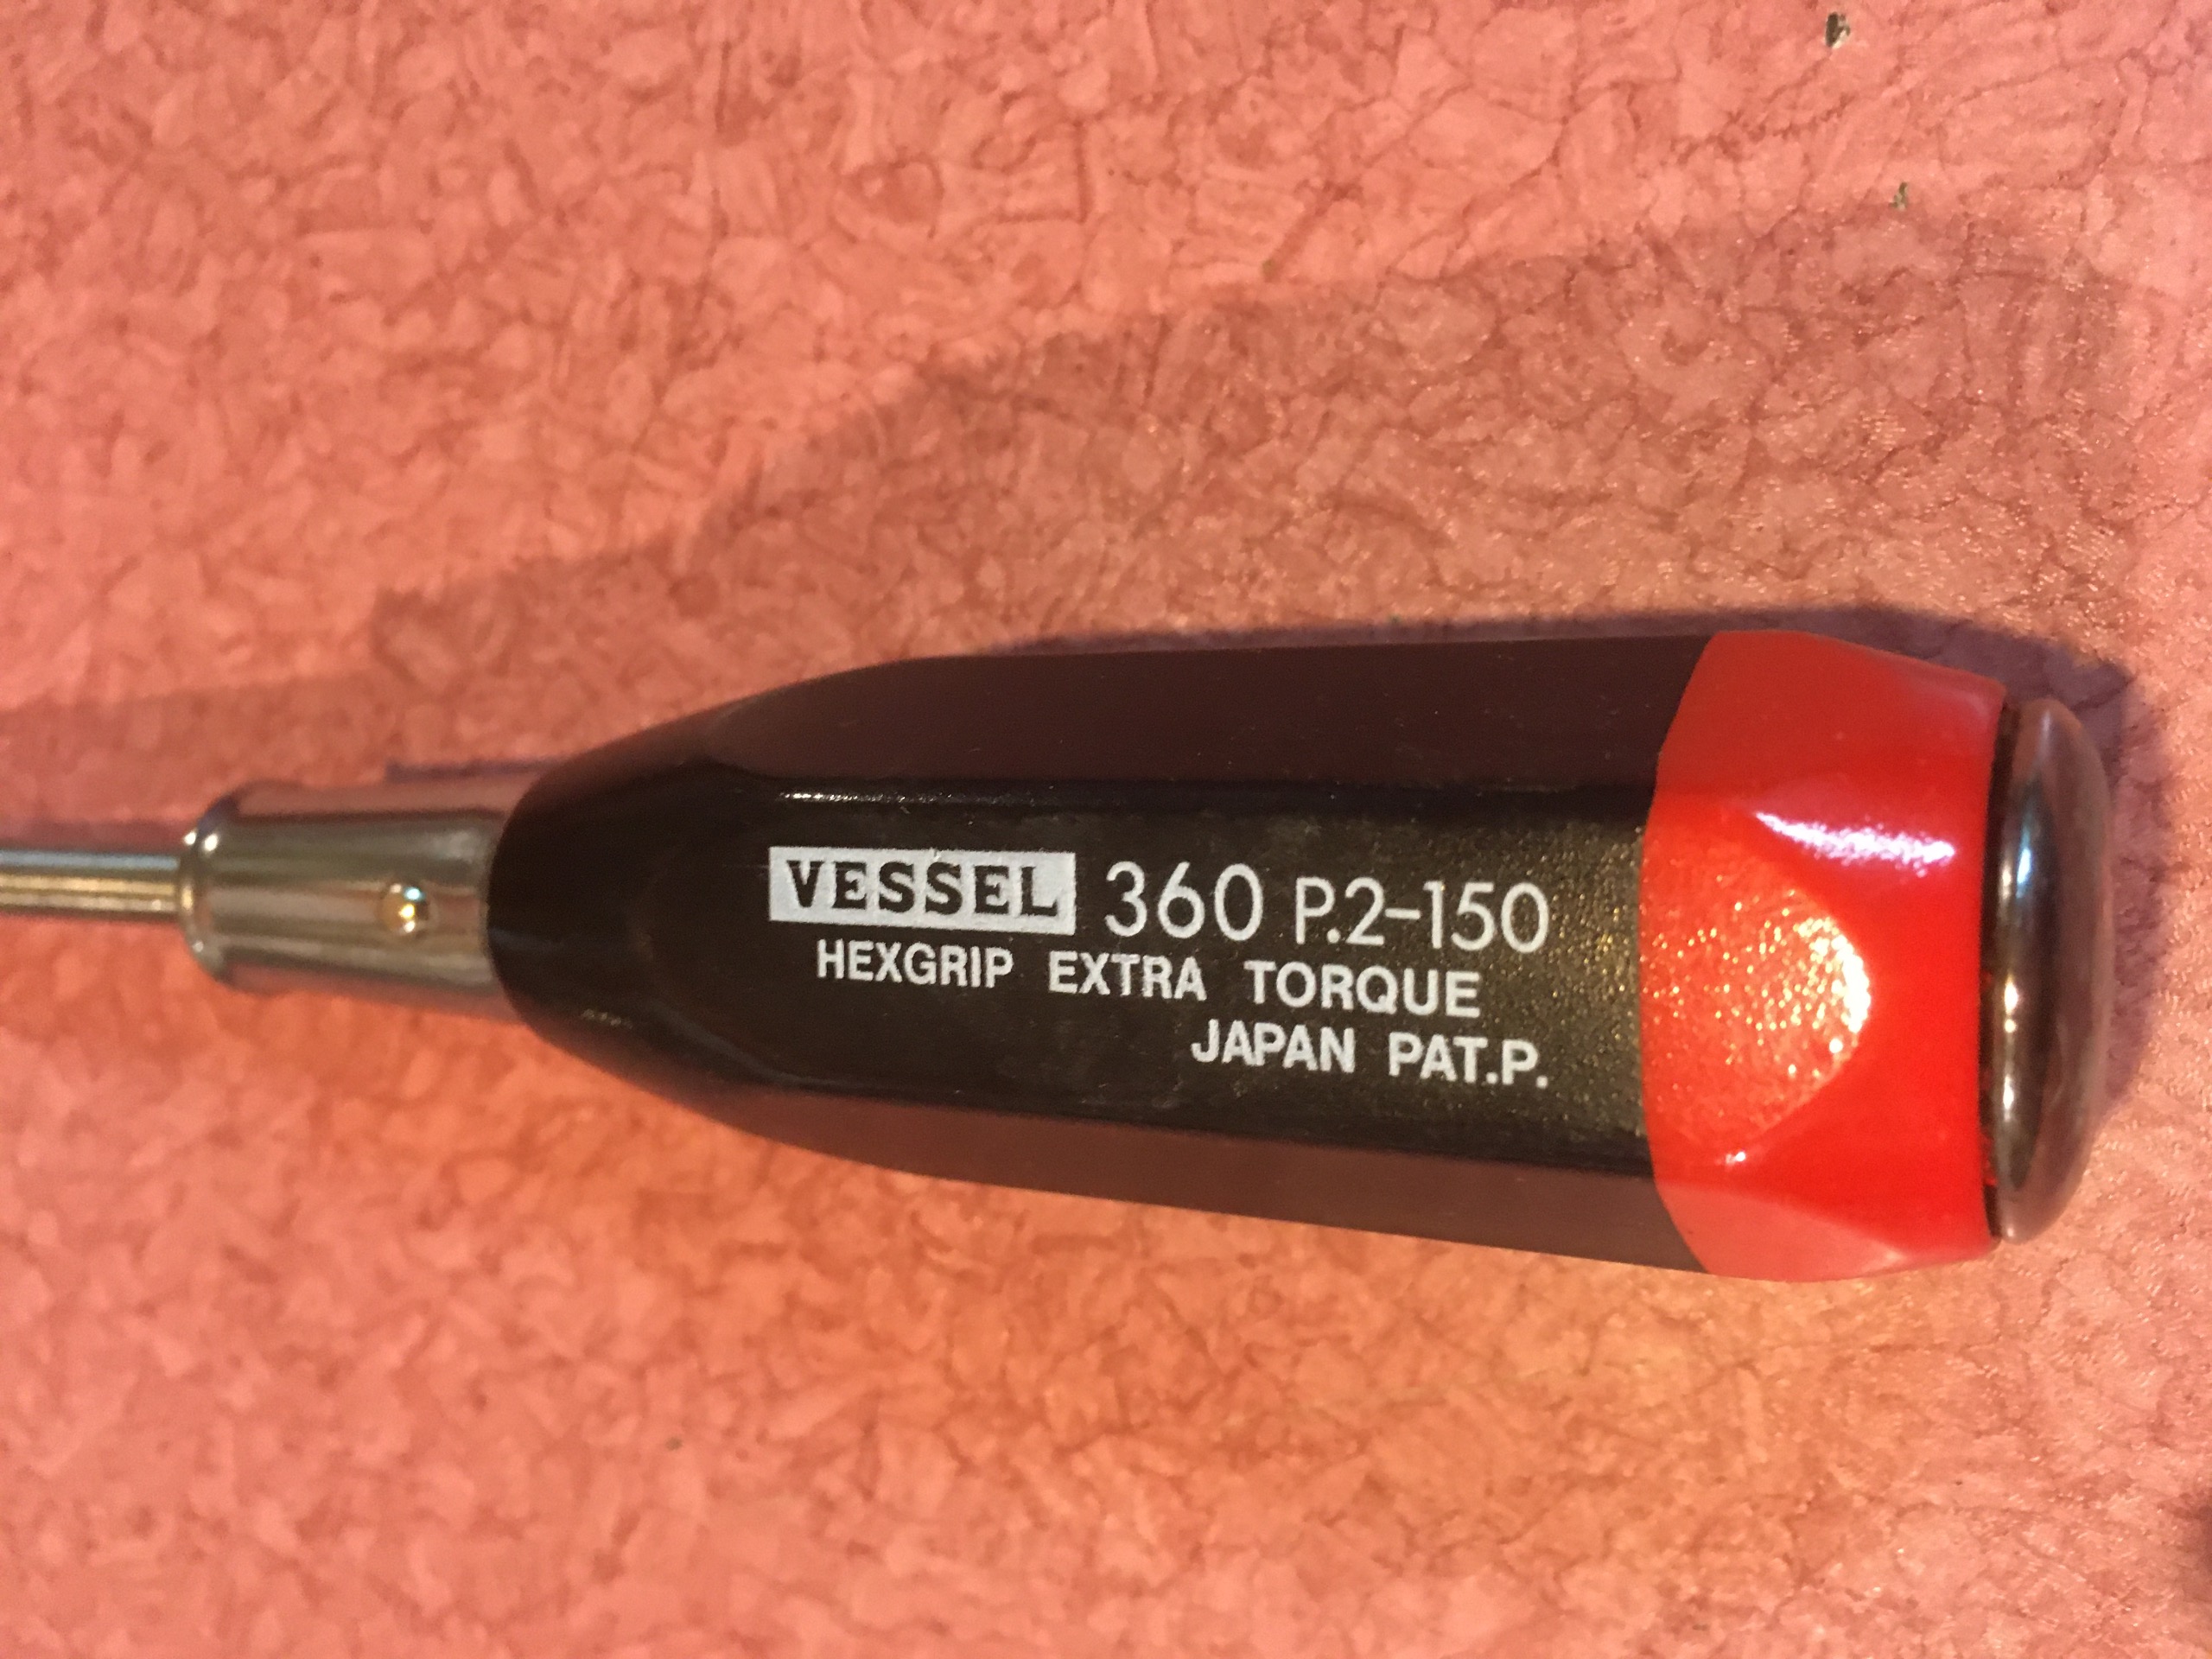 VESSEL 360 P.2-150
HEXGRIP EXTRA TORQUE
JAPAN PAT.P.